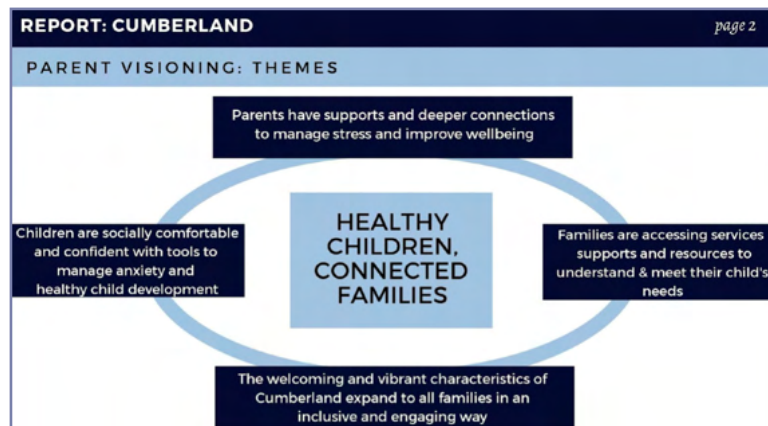 REPORT: CUMBERLAND
page 2
PARENT VISIONING: THEMES
Parents have supports and deeper connections
to manage stress and improve wellbeing
Children are socially comfortable
and confident with tools to
manage anxiety and
healthy child development
HEALTHY
CHILDREN,
CONNECTED
FAMILIES
Families are accessing services
supports and resources to
understand & meet their child's
needs
The welcoming and vibrant characteristics of
Cumberland expand to all families in an
inclusive and engaging way